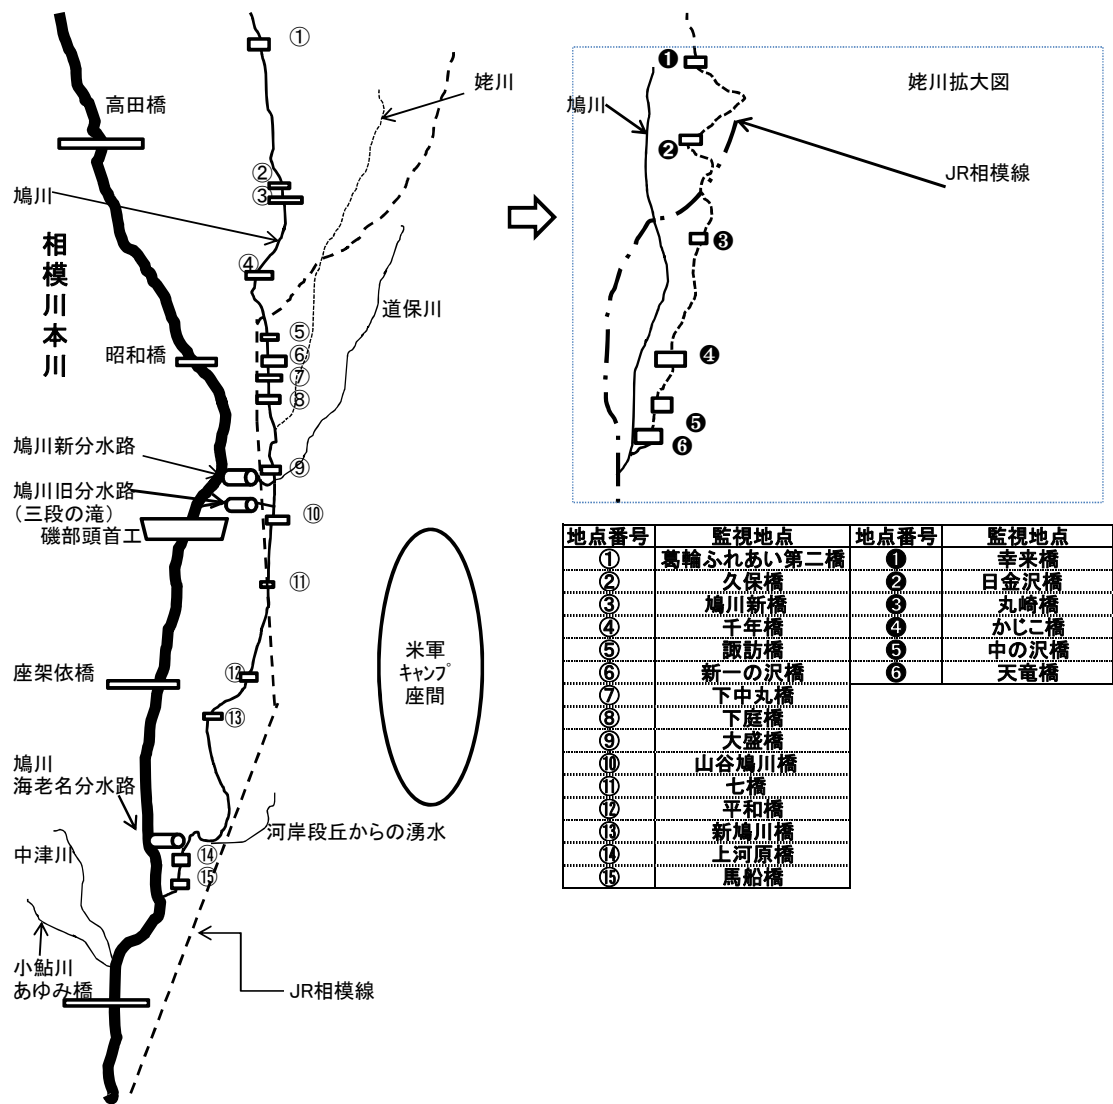 ①
高田橋
②
③
鳩川
姥川
相模川本川
④
道保川
⑤
昭和橋
⑥
⑦
⑧
鳩川新分水路
⑨
鳩川旧分水路
（三段の滝）
磯部頭首工
⑩
⑪
米軍
ｷｬﾝﾌﾟ
座間
座架依橋
⑫
⑬
鳩川
海老名分水路
河岸段丘からの湧水
中津川
⑭
⑮
小鮎川
あゆみ橋
JR相模線
❶
姥川拡大図
鳩川
❷
JR相模線
❸
❹
❺
❻
地点番号 監視地点 地点番号 監視地点
① 葛輪ふれあい第二橋 ❶ 幸来橋
② 久保橋 ❷ 日金沢橋
③ 鳩川新橋 ❸ 丸崎橋
④ 千年橋 ❹ かじこ橋
⑤ 諏訪橋 ❺ 中の沢橋
⑥ 新一の沢橋 ❻ 天竜橋
⑦ 下中丸橋
⑧ 下庭橋
⑨ 大盛橋
⑩ 山谷鳩川橋
⑪ 七橋
⑫ 平和橋
⑬ 新鳩川橋
⑭ 上河原橋
⑮ 馬船橋